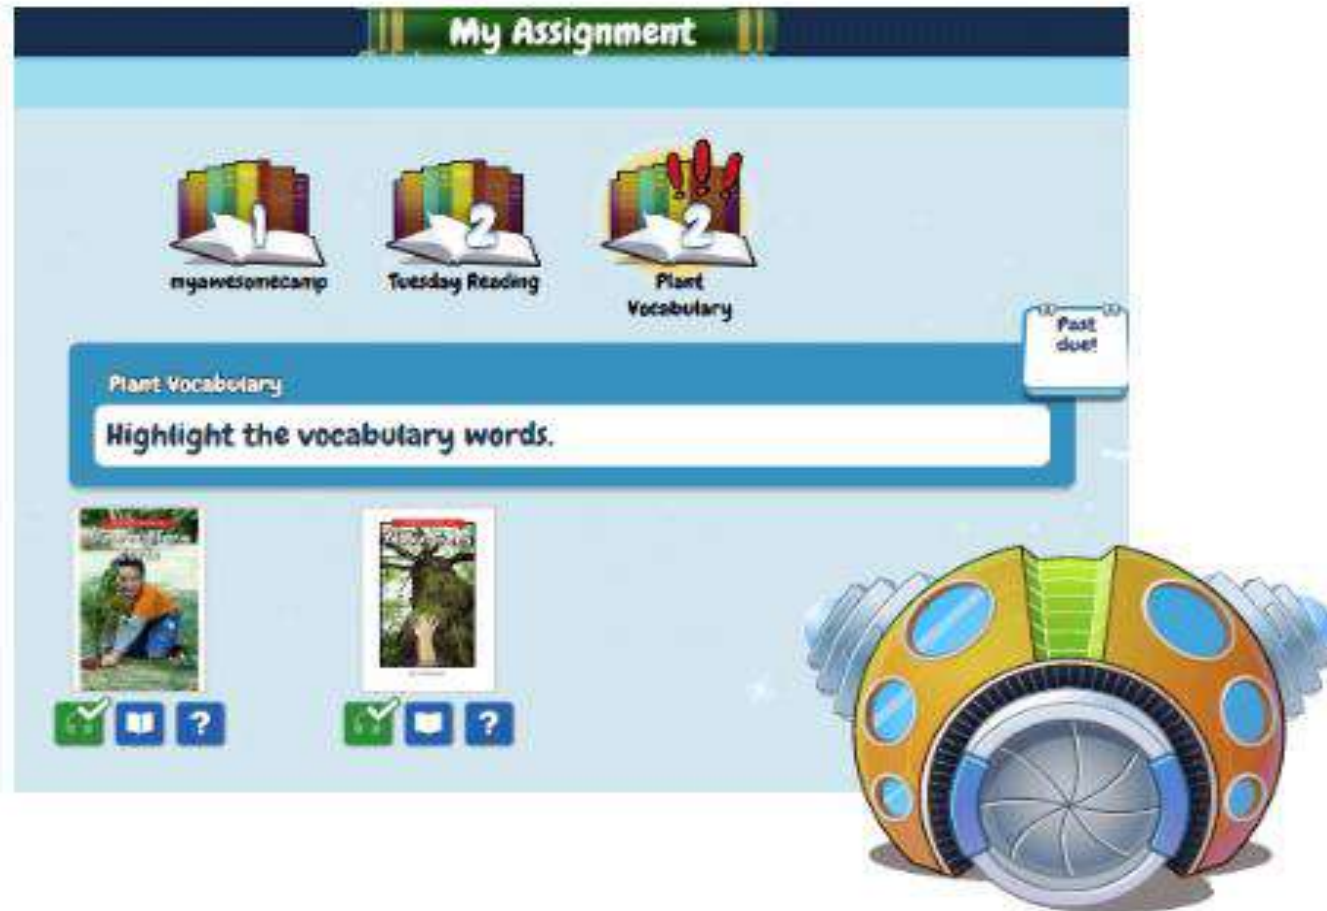 My Assignment
1
2
2
myawesomecamp
Tuesday Reading
Plant
Vocabulary
Past
due!
Plant Vocabulary
Highlight the vocabulary words.
?
?